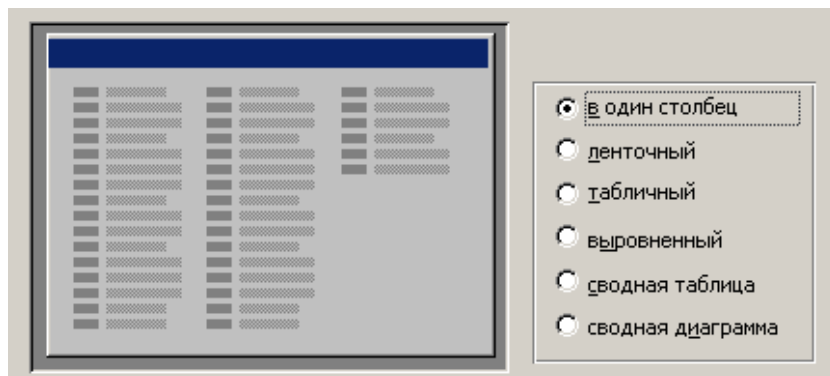 в один столбец
ленточный
табличный
выровненный
сводная таблица
сводная диаграмма